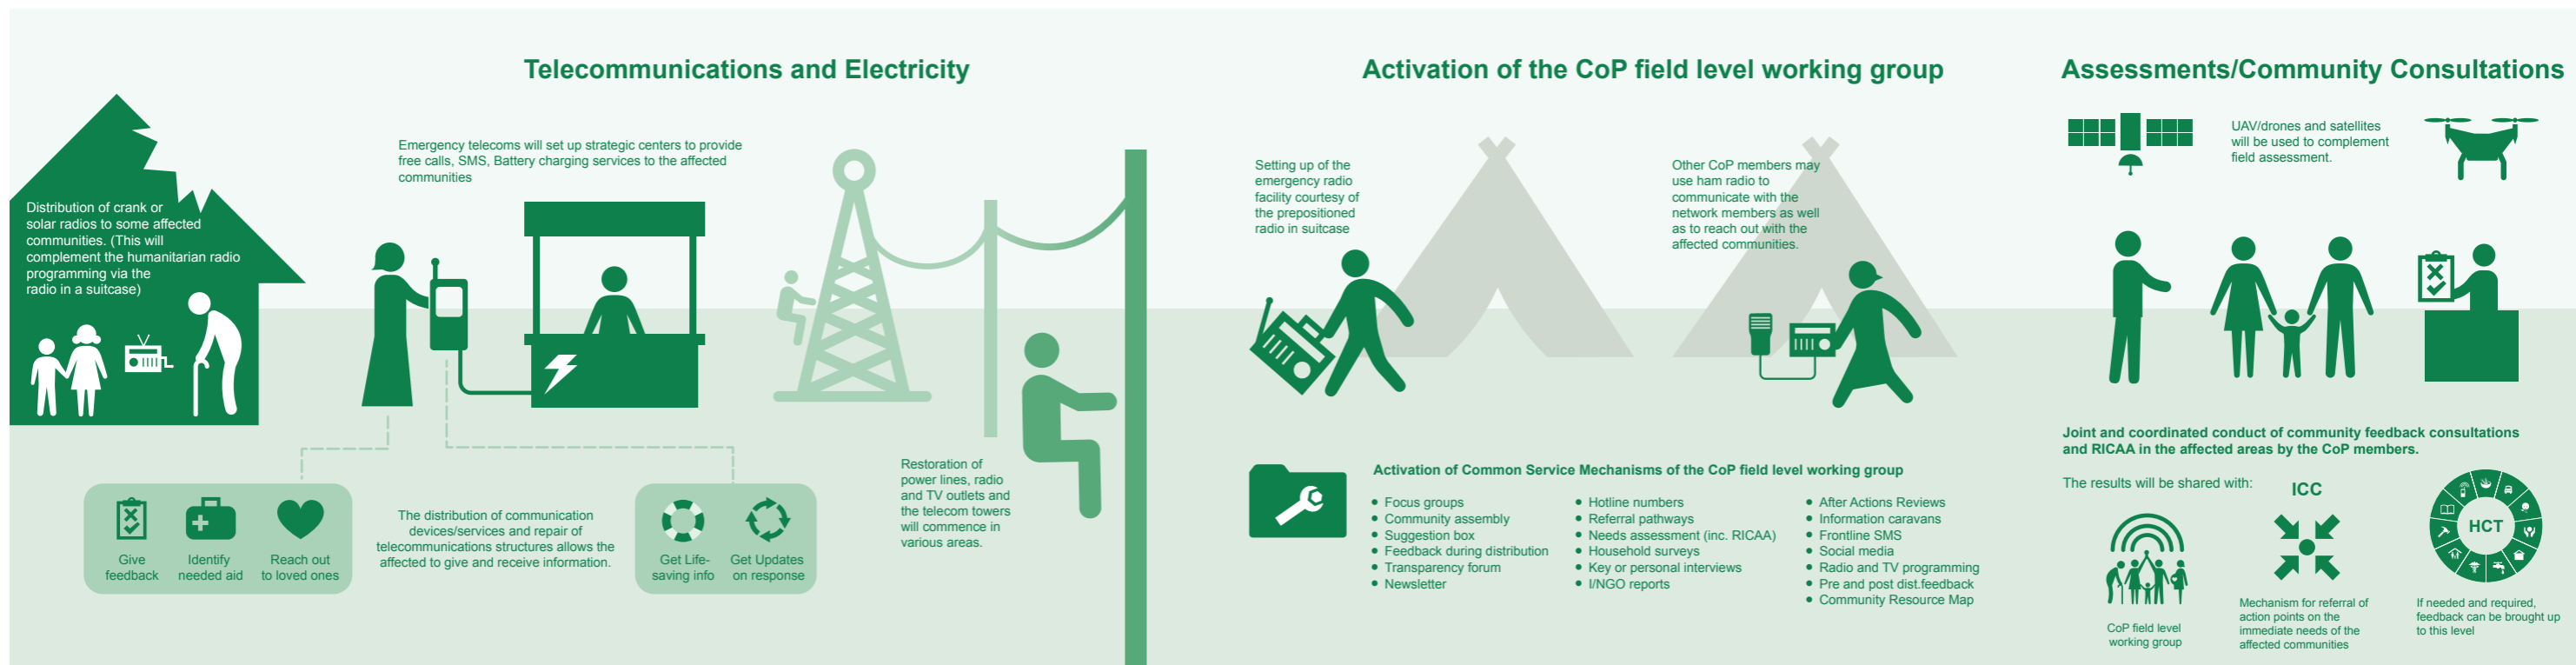 Telecommunications and Electricity
Distribution of crank or
solar radios to some affected
communities. (This will
complement the humanitarian radio
programming via the
radio in a suitcase)
Emergency telecoms will set up strategic centers to provide
free calls, SMS, Battery charging services to the affected
communities
Give
feedback
Identify
needed aid
Reach out
to loved ones
The distribution of communication
devices/services and repair of
telecommunications structures allows the
affected to give and receive information.
Get Life-
saving info
Get Updates
on response
Restoration of
power lines, radio
and TV outlets and
the telecom towers
will commence in
various areas.
Activation of the CoP field level working group
Setting up of the
emergency radio
facility courtesy of
the prepositioned
radio in suitcase
Other CoP members may
use ham radio to
communicate with the
network members as well
as to reach out with the
affected communities.
Activation of Common Service Mechanisms of the CoP field level working group
• Focus groups
• Community assembly
• Suggestion box
• Feedback during distribution
• Transparency forum
• Newsletter
• Hotline numbers
• Referral pathways
• Needs assessment (inc. RICAA)
• Household surveys
• Key or personal interviews
• I/NGO reports
• After Actions Reviews
• Information caravans
• Frontline SMS
• Social media
• Radio and TV programming
• Pre and post dist.feedback
• Community Resource Map
Assessments/Community Consultations
UAV/drones and satellites
will be used to complement
field assessment.
Joint and coordinated conduct of community feedback consultations
and RICAA in the affected areas by the CoP members.
The results will be shared with:
CoP field level
working group
ICC
Mechanism for referral of
action points on the
immediate needs of the
affected communities
HCT
If needed and required,
feedback can be brought up
to this level